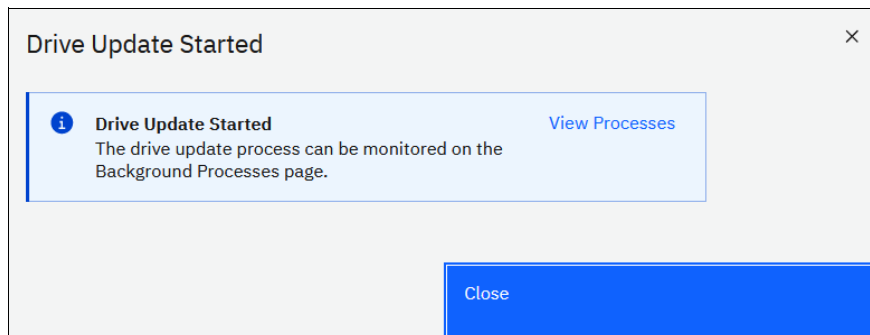 Drive Update Started
Drive Update Started
View Processes
The drive update process can be monitored on the
Background Processes page.
Close